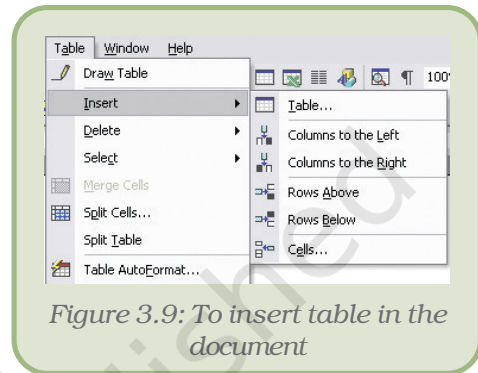 Table Window Help
Draw Table
100
Insert
Table...
Delete
Columns to the Left
Select
Columns to the Right
Merge Cells
Rows Above
Split Cells...
Rows Below
Split Table
Cells...
Table AutoFormat...
Figure 3.9: To insert table in the
document